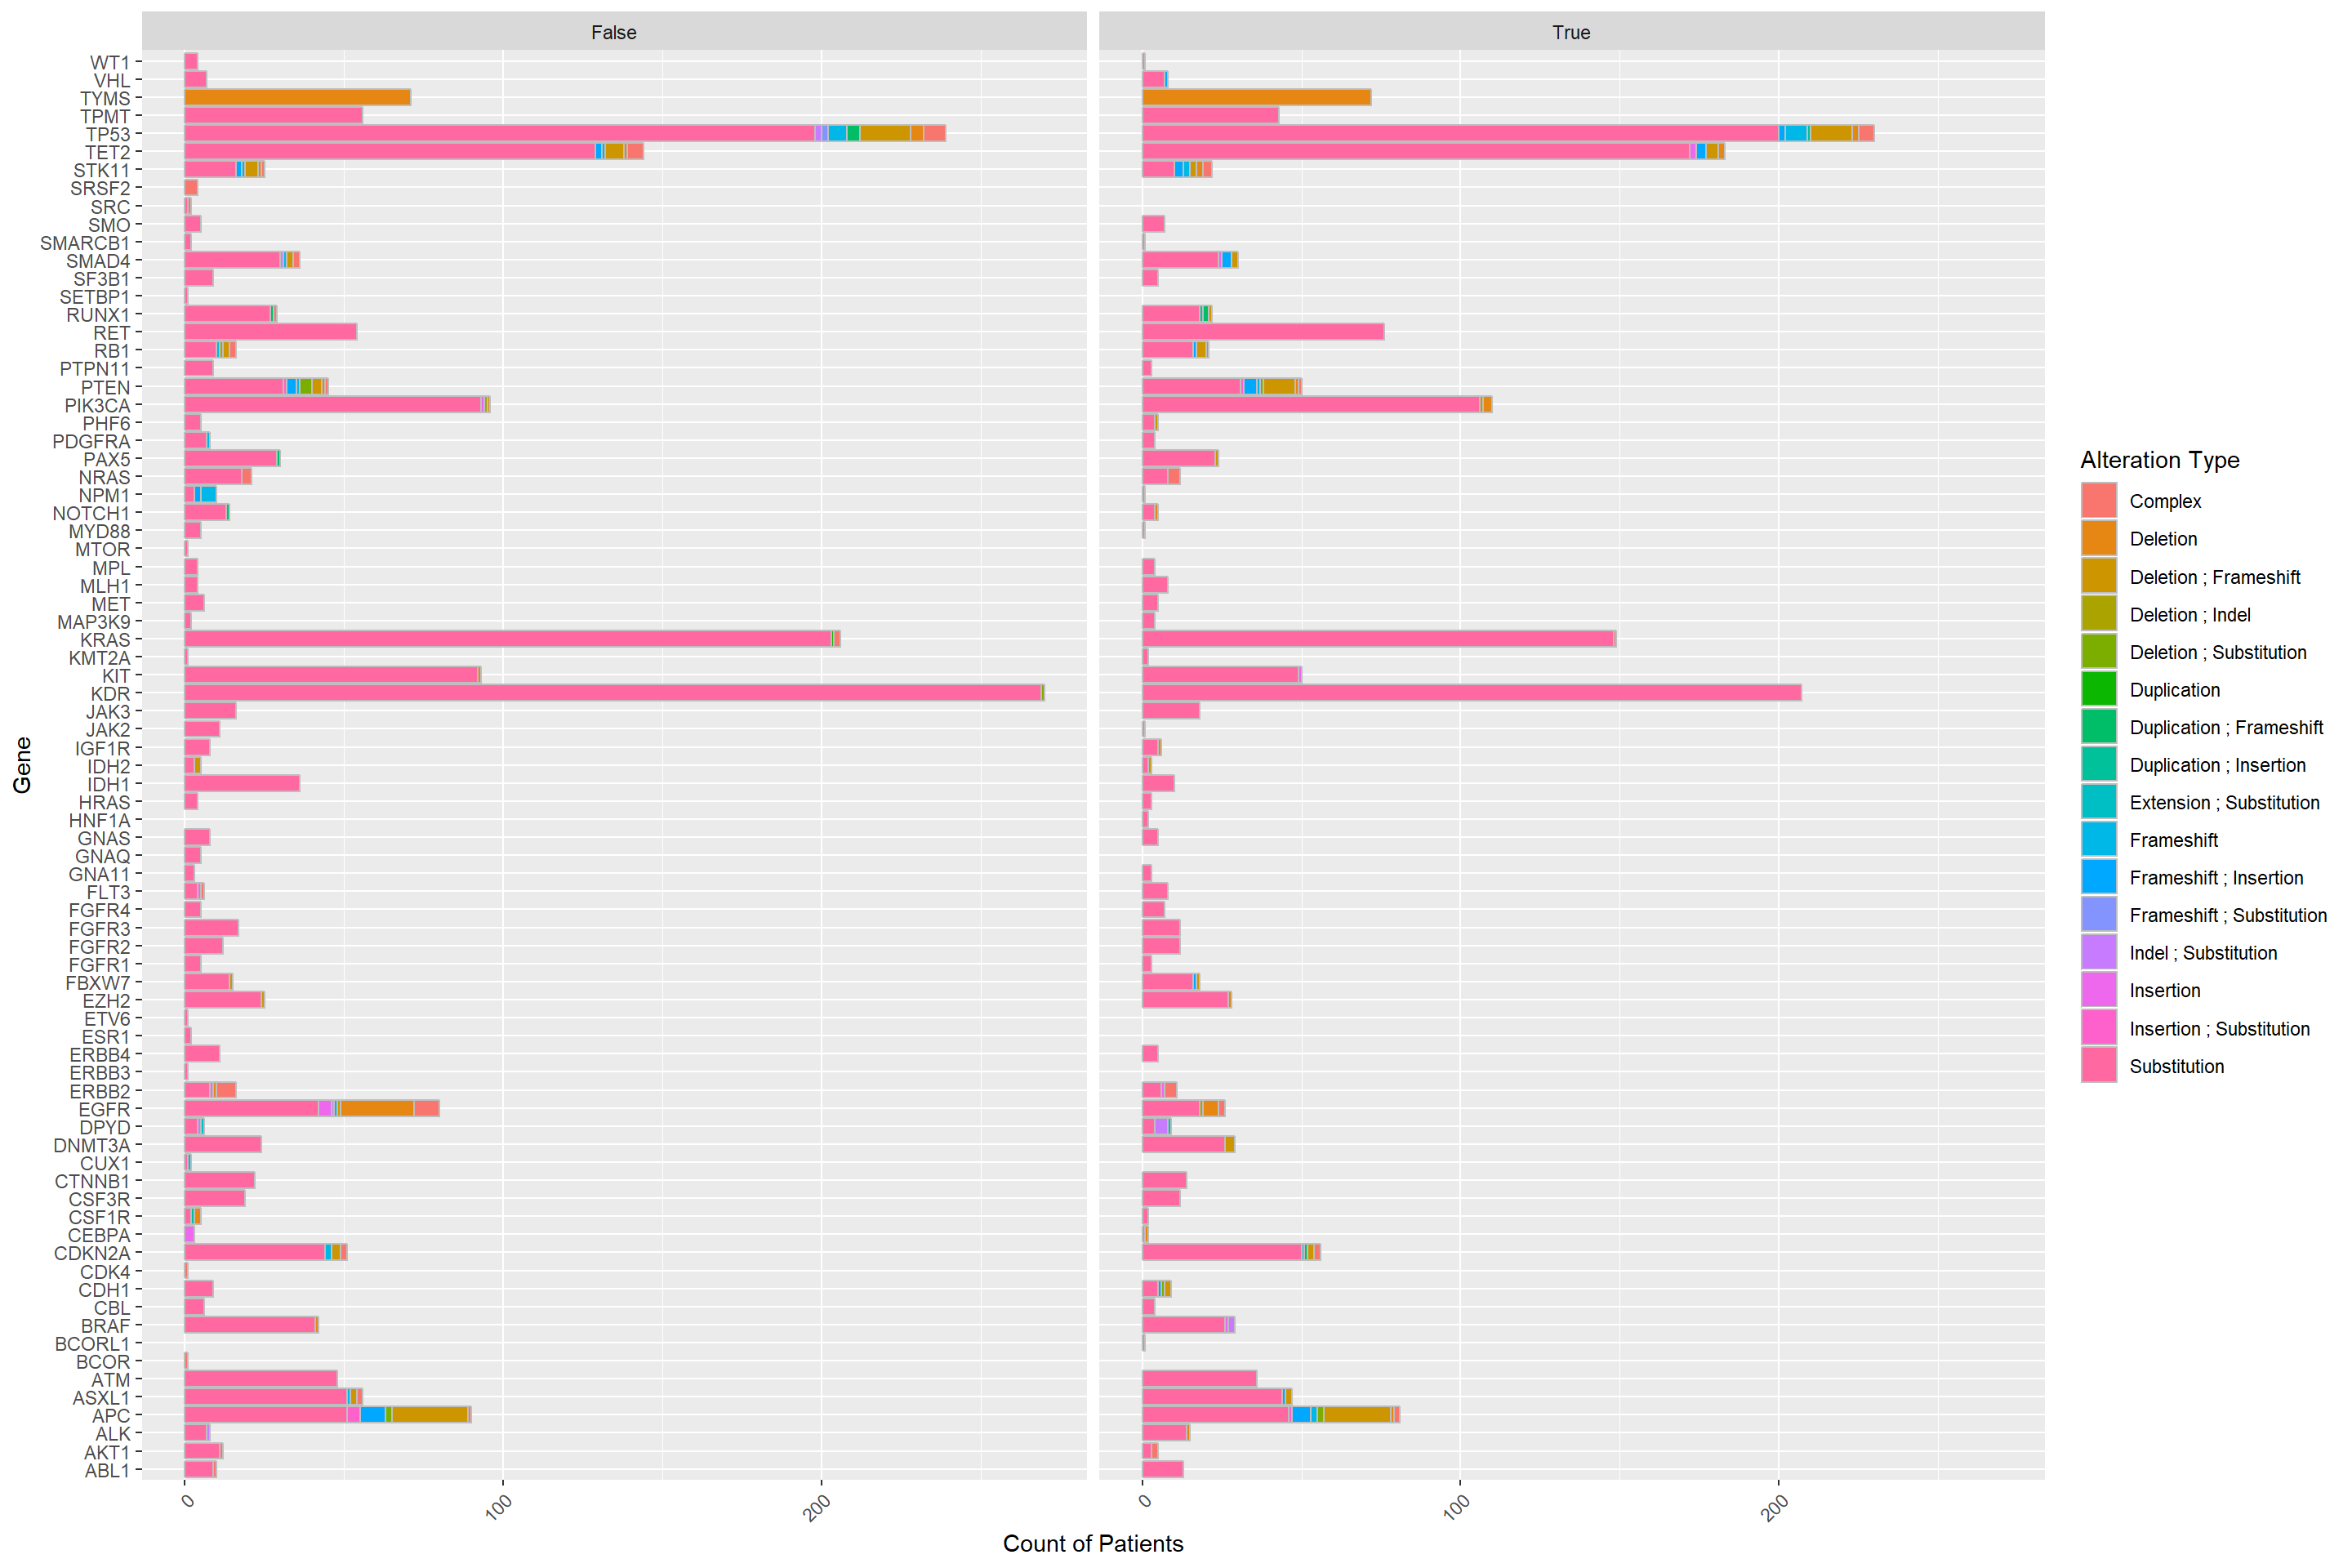 False
True
WT1
VHL
TYMS
TPMT
TP53
TET2
STK11
SRSF2
SRC
SMO
SMARCB1
SMAD4
SF3B1
SETBP1
RUNX1
RET
RB1
PTPN11
PTEN
PIK3CA
PHF6
PDGFRA
PAX5
NRAS
NPM1
NOTCH1
MYD88
MTOR
MPL
MLH1
MET
MAP3K9
KRAS
KMT2A
KIT
KDR
JAK3
JAK2
IGF1R
IDH2
IDH1
HRAS
HNF1A
GNAS
GNAQ
GNA11
FLT3
FGFR4
FGFR3
FGFR2
FGFR1
FBXW7
EZH2
ETV6
ESR1
ERBB4
ERBB3
ERBB2
EGFR
DPYD
DNMT3A
CUX1
CTNNB1
CSF3R
CSF1R
CEBPA
CDKN2A
CDK4
CDH1
CBL
BRAF
BCORL1
BCOR
ATM
ASXL1
APC
ALK
AKT1
ABL1
Gene
0
100
200
0
100
200
Count of Patients
Alteration Type
Complex
Deletion
Deletion ; Frameshift
Deletion ; Indel
Deletion ; Substitution
Duplication
Duplication ; Frameshift
Duplication ; Insertion
Extension ; Substitution
Frameshift
Frameshift ; Insertion
Frameshift ; Substitution
Indel ; Substitution
Insertion
Insertion ; Substitution
Substitution